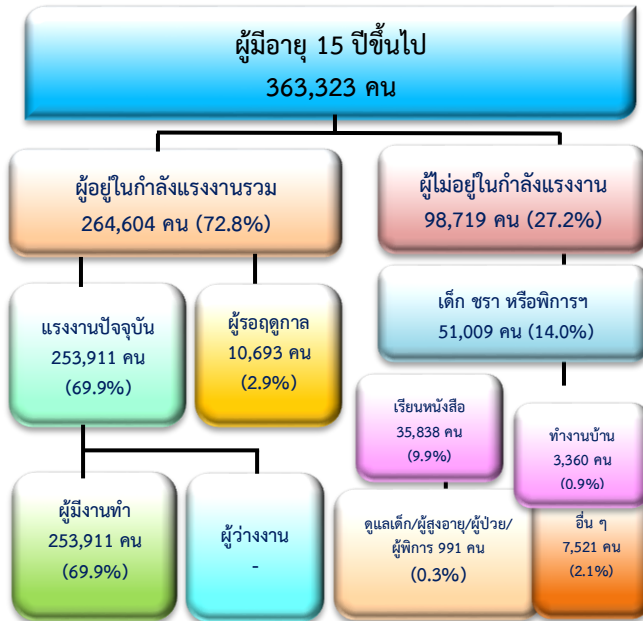 ผู้มีอายุ 15 ปีขึ้นไป
363,323 คน
ผู้อยู่ในกำลังแรงงานรวม
264,604 คน (72.8%)
ผู้ไม่อยู่ในกำลังแรงงาน
98,719 คน (27.2%)
แรงงานปัจจุบัน
253,911 คน
(69.9%)
ผู้รอฤดูกาล
10,693 คน
(2.9%)
เด็ก ชรา หรือพิการฯ
51,009 คน (14.0%)
เรียนหนังสือ
35,838 คน
(9.9%)
ทำงานบ้าน
3,360 คน
(0.9%)
ผู้มีงานทำ
253,911 คน
(69.9%)
ผู้ว่างงาน
-
ดูแลเด็ก/ผู้สูงอายุ/ผู้ป่วย/
ผู้พิการ 991 คน
(0.3%)
อื่น ๆ
7,521 คน
(2.1%)